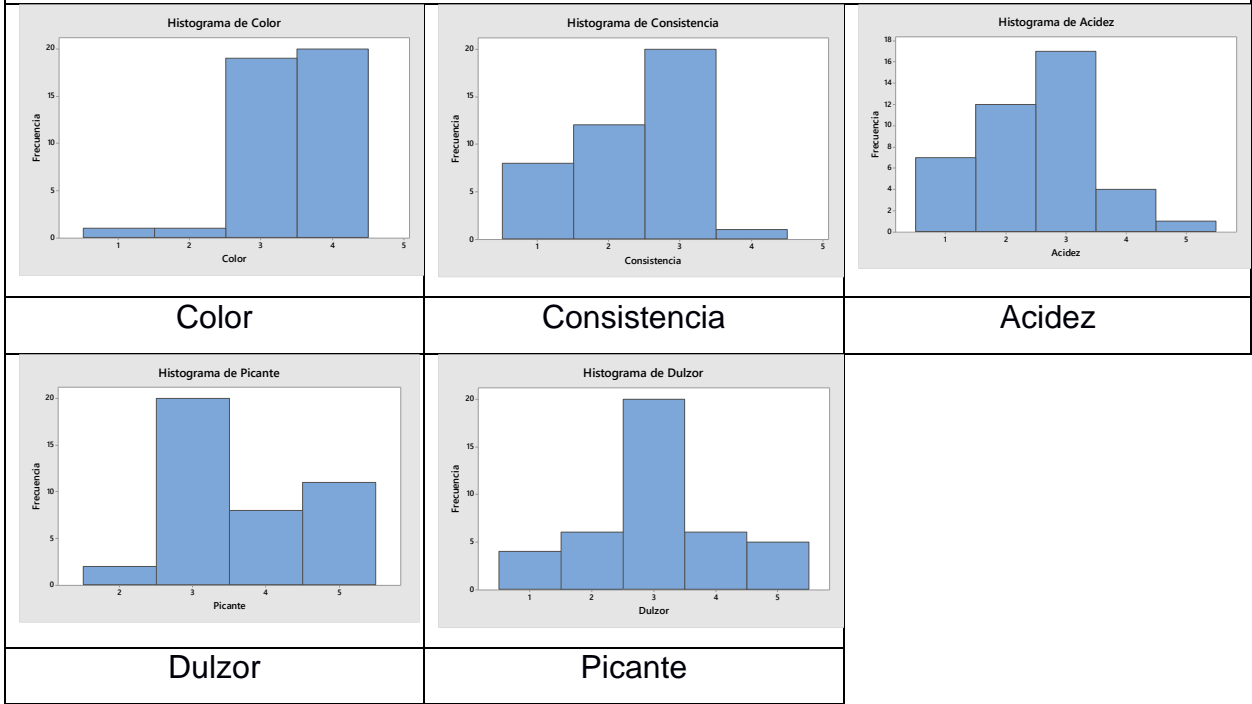 Histograma de Color
Frecuencia
20
15
10
5
0
1 2 3 4 5
Color
Histograma de Consistencia
Frecuencia
20
15
10
5
0
1 2 3 4 5
Consistencia
Histograma de Acidez
Frecuencia
18
16
14
12
10
8
6
4
2
0
1 2 3 4 5
Acidez
Color Consistencia Acidez
Histograma de Picante
Frecuencia
20
15
10
5
0
2 3 4 5
Picante
Histograma de Dulzor
Frecuencia
20
15
10
5
0
1 2 3 4 5
Dulzor
Dulzor Picante